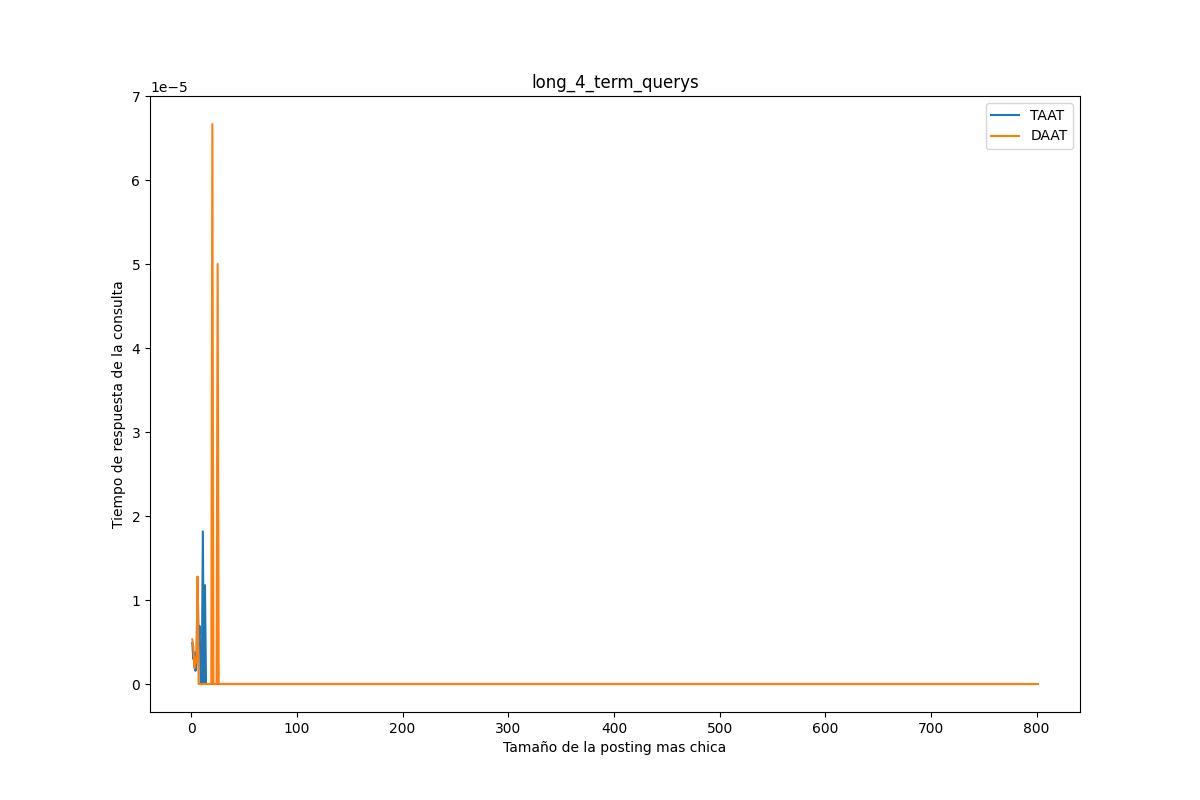 long_4_term_querys
1e−5
7
6
5
4
3
2
1
0
Tiempo de respuesta de la consulta
TAAT
DAAT
0 100 200 300 400 500 600 700 800
Tamaño de la posting mas chica